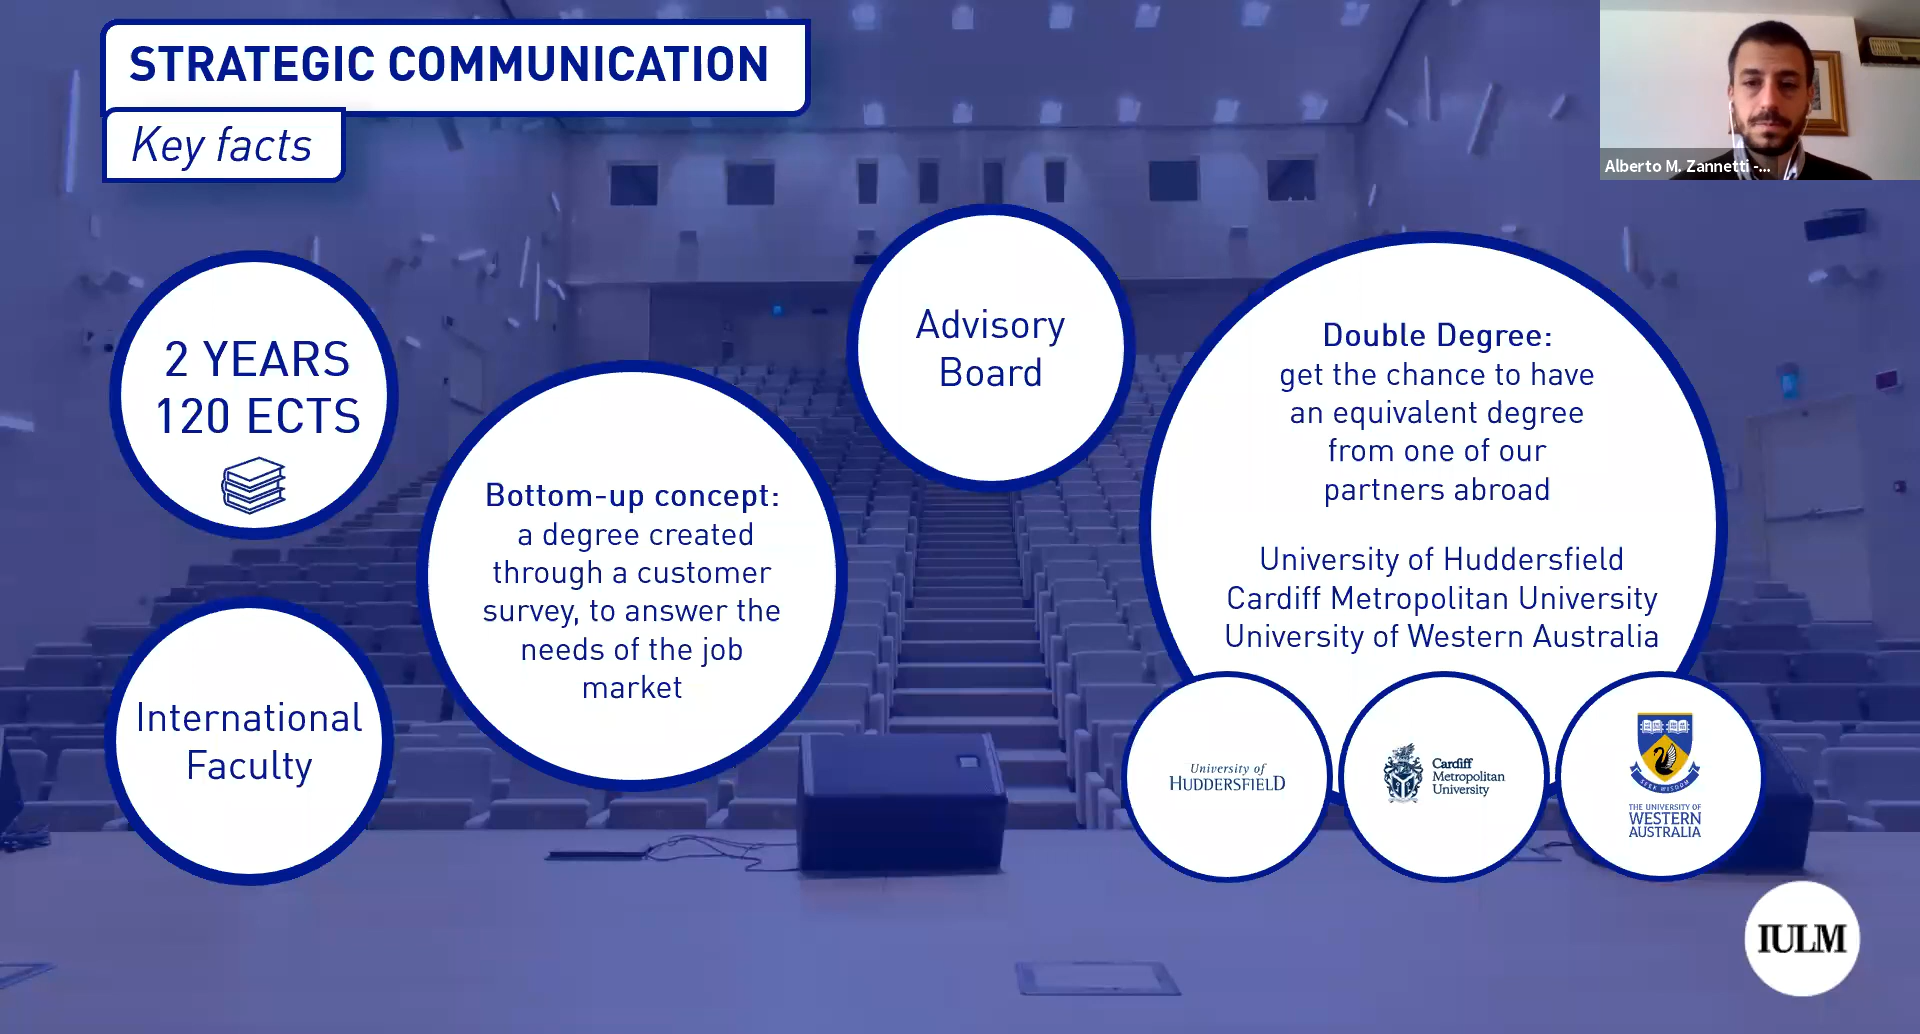 STRATEGIC COMMUNICATION
Key facts
Alberto M. Zannetti -...
2 YEARS
120 ECTS
International
Faculty
Bottom-up concept:
a degree created
through a customer
survey, to answer the
needs of the job
market
Advisory
Board
Double Degree:
get the chance to have
an equivalent degree
from one of our
partners abroad
University of Huddersfield
Cardiff Metropolitan University
University of Western Australia
University of
HUDDERSFIELD
Cardiff
Metropolitan
University
SEEK WISDOM
THE UNIVERSITY OF
WESTERN
AUSTRALIA
IULM